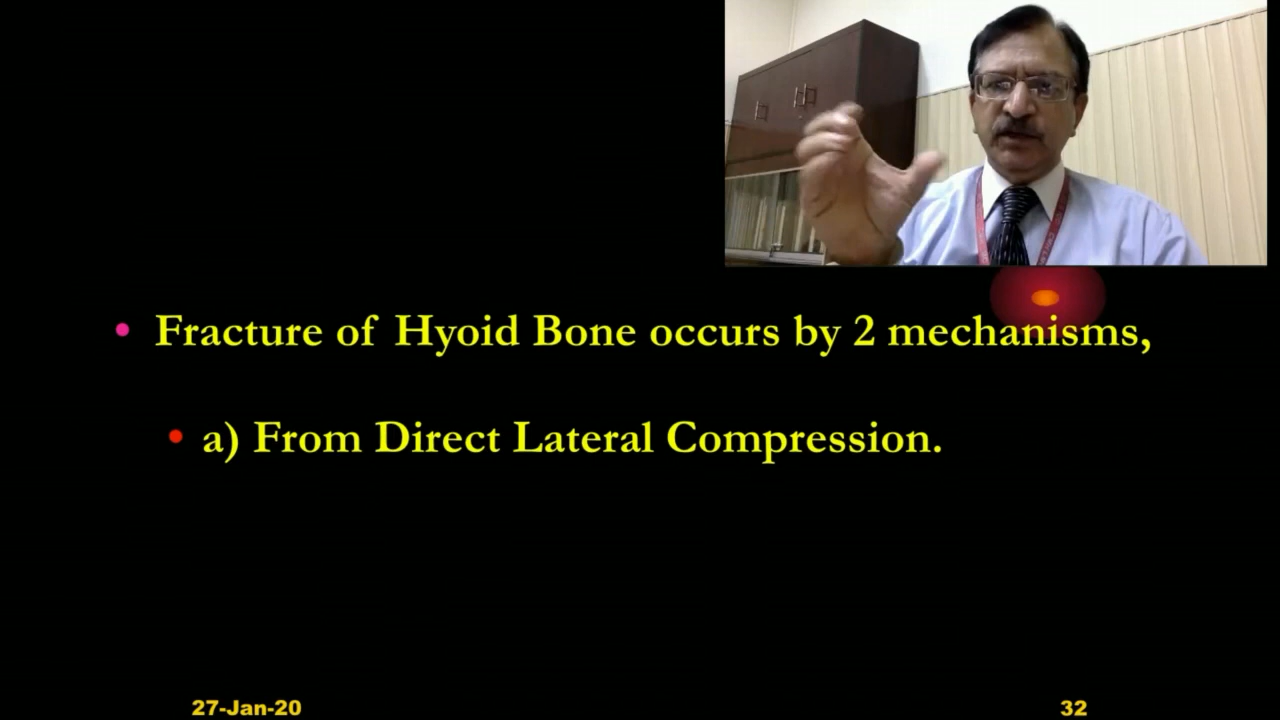 • Fracture of Hyoid Bone occurs by 2 mechanisms,
• a) From Direct Lateral Compression.
27-Jan-20
32